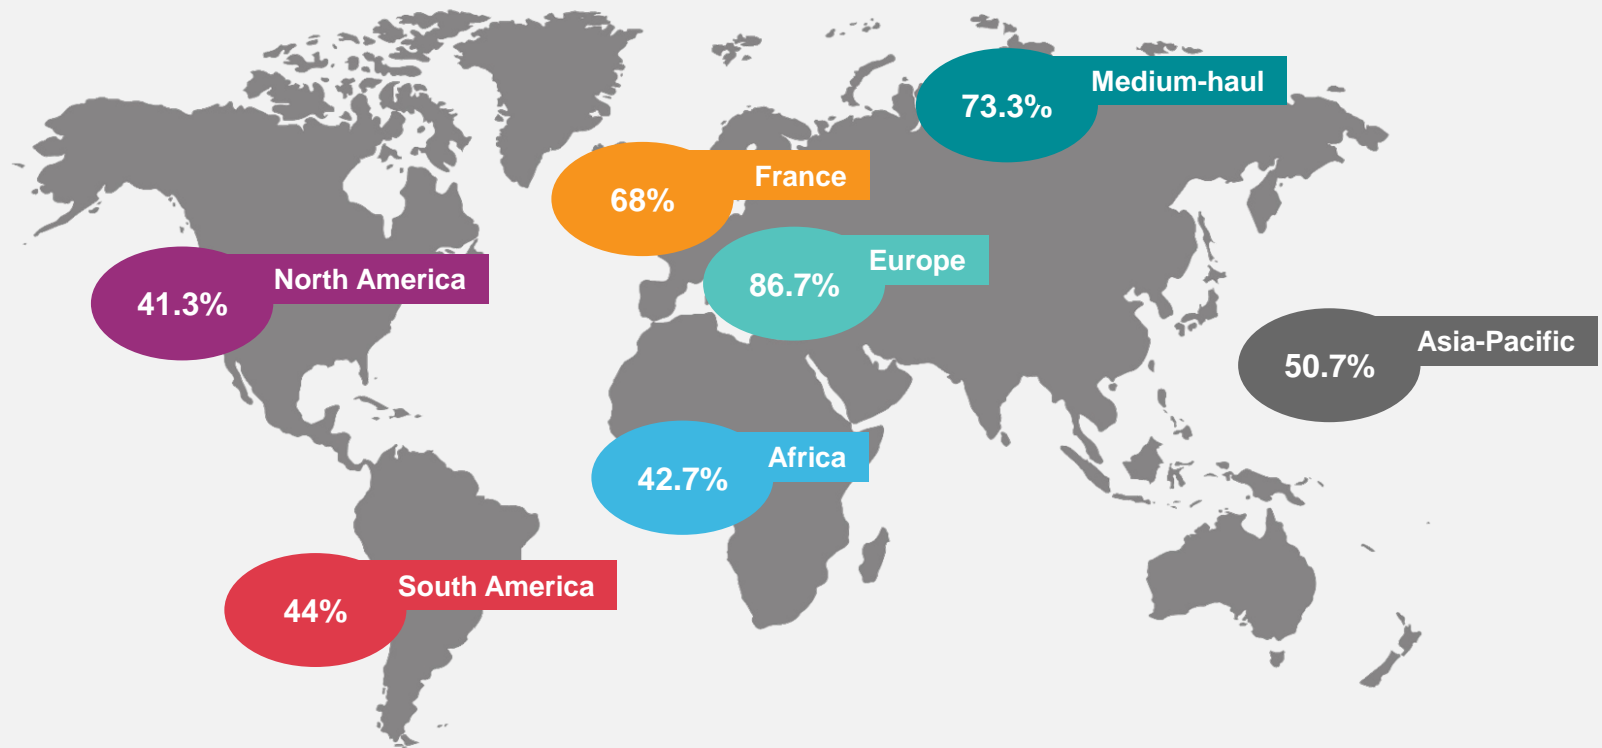 Medium-haul
73.3%
France
68%
Europe
86.7%
North America
41.3%
Asia-Pacific
50.7%
Africa
42.7%
South America
44%